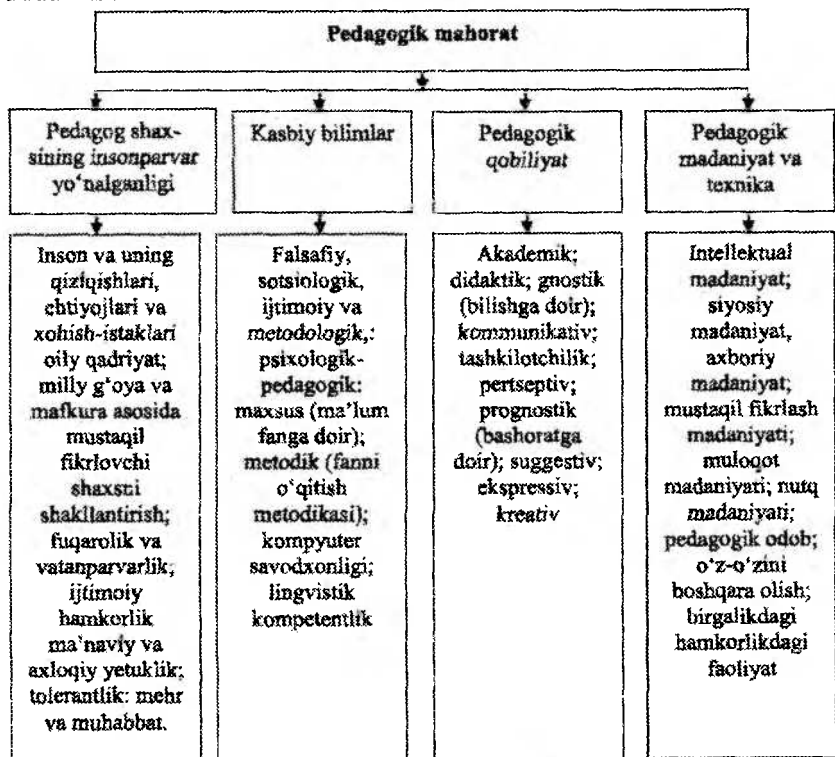 Pedagogik mahorat
Pedagog shax-
sining insonparvar
yo‘nalganligi
Kasbiy bilimlar
Pedagogik
qobiliyat
Pedagogik
madaniyat va
texnika
Inson va uning
qiziqishlari,
ehtiyojlari va
xohish-istaklari
oily qadriyat;
milly g‘oya va
mafkura asosida
mustaqil
fikrlovchi
shaxsni
shakllantirish;
fuqarolik va
vatanparvarlik,
ijtimoiy
hamkorlik
ma’naviy va
axloqiy yetuklik;
tolerantlik: mehr
va muhabbat.
Falsafiy,
sotsiologik,
ijtimoiy va
metodologik,:
psixologik-
pedagogik:
maxsus (ma’lum
fanga doir);
metodik (fanni
o‘qitish
metodikasi);
kompyuter
savodxonligi;
lingvistik
kompetentlik
Akademik;
didaktik; gnostik
(bilishga doir);
kommunikativ;
tashkilotchilik;
pertseptiv;
prognostik
(bashoratga
doir); suggestiv;
ekspressiv;
kreativ
Intellektual
madaniyat;
siyosiy
madaniyat,
axboriy
madaniyat;
mustaqil fikrlash
madaniyati;
muloqot
madaniyati; nutq
madaniyati;
pedagogik odob;
o‘z-o‘zini
boshqara olish;
birgalikdagi
hamkorlikdagi
faoliyat